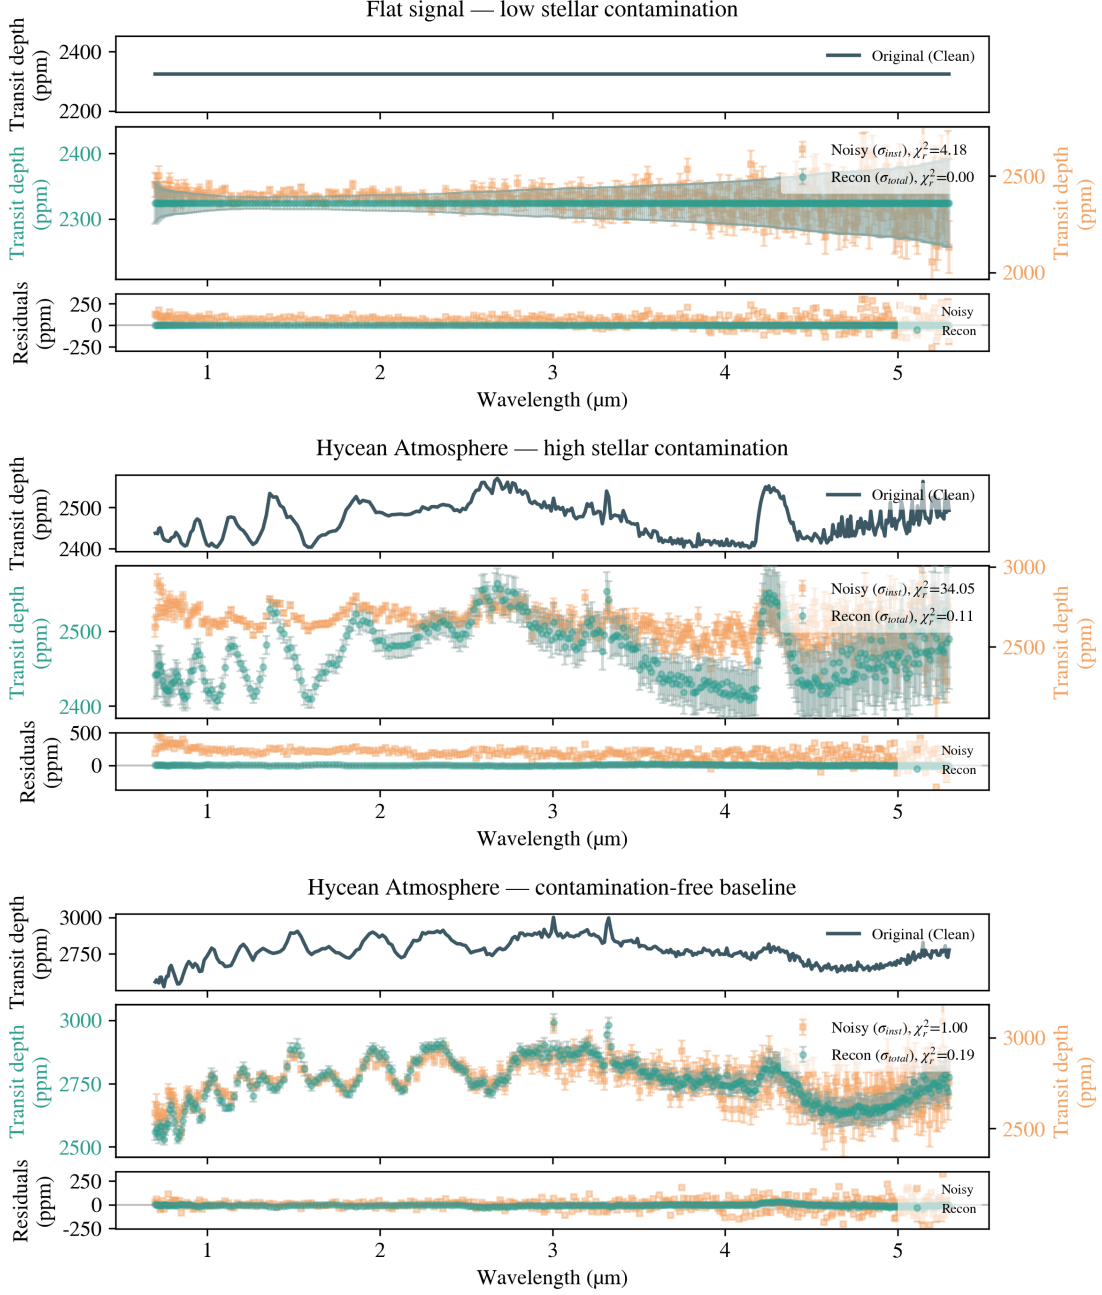 Flat signal — low stellar contamination
Transit depth
(ppm)
2400
2200
Original (Clean)
Transit depth
(ppm)
2400
2300
Noisy (σinst), χ²r=4.18
Recon (σtotal), χ²r=0.00
2500
2000
Transit depth
(ppm)
Residuals
(ppm)
250
0
-250
Noisy
Recon
1 2 3 4 5
Wavelength (µm)
Hycean Atmosphere — high stellar contamination
Transit depth
(ppm)
2500
2400
Original (Clean)
Transit depth
(ppm)
2500
2400
Noisy (σinst), χ²r=34.05
Recon (σtotal), χ²r=0.11
3000
2500
Transit depth
(ppm)
Residuals
(ppm)
500
0
Noisy
Recon
1 2 3 4 5
Wavelength (µm)
Hycean Atmosphere — contamination-free baseline
Transit depth
(ppm)
3000
2750
Original (Clean)
Transit depth
(ppm)
3000
2750
2500
Noisy (σinst), χ²r=1.00
Recon (σtotal), χ²r=0.19
3000
2500
Transit depth
(ppm)
Residuals
(ppm)
250
0
-250
Noisy
Recon
1 2 3 4 5
Wavelength (µm)